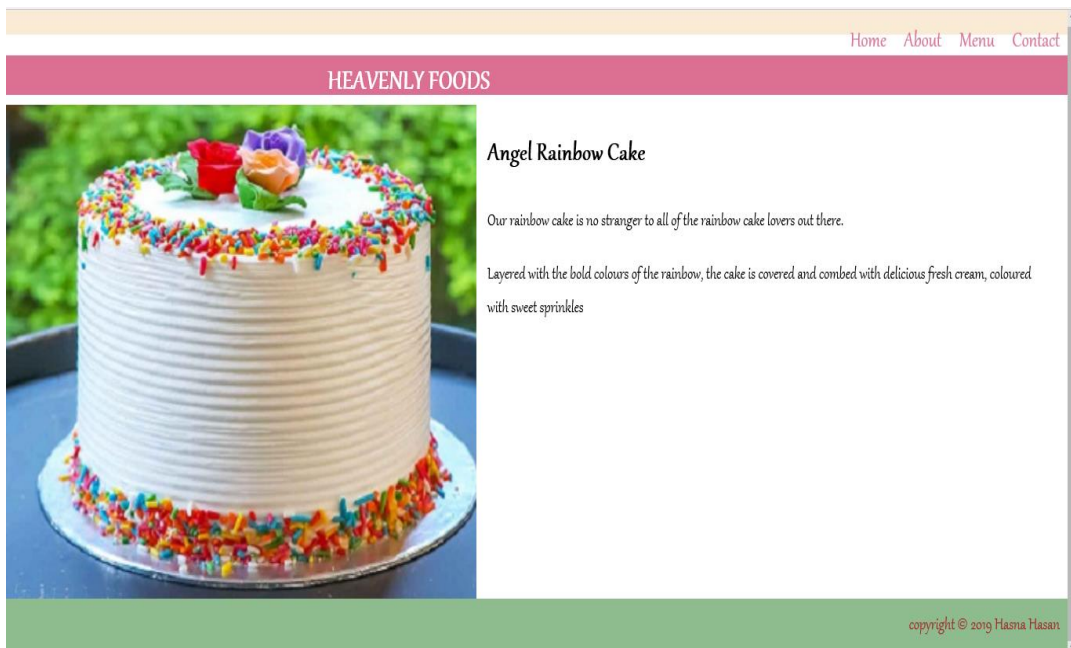 Home About Menu Contact
HEAVENLY FOODS
Angel Rainbow Cake
Our rainbow cake is no stranger to all of the rainbow cake lovers out there.
Layered with the bold colours of the rainbow, the cake is covered and combed with delicious fresh cream, coloured
with sweet sprinkles
copyright © 2019 Hasna Hasan